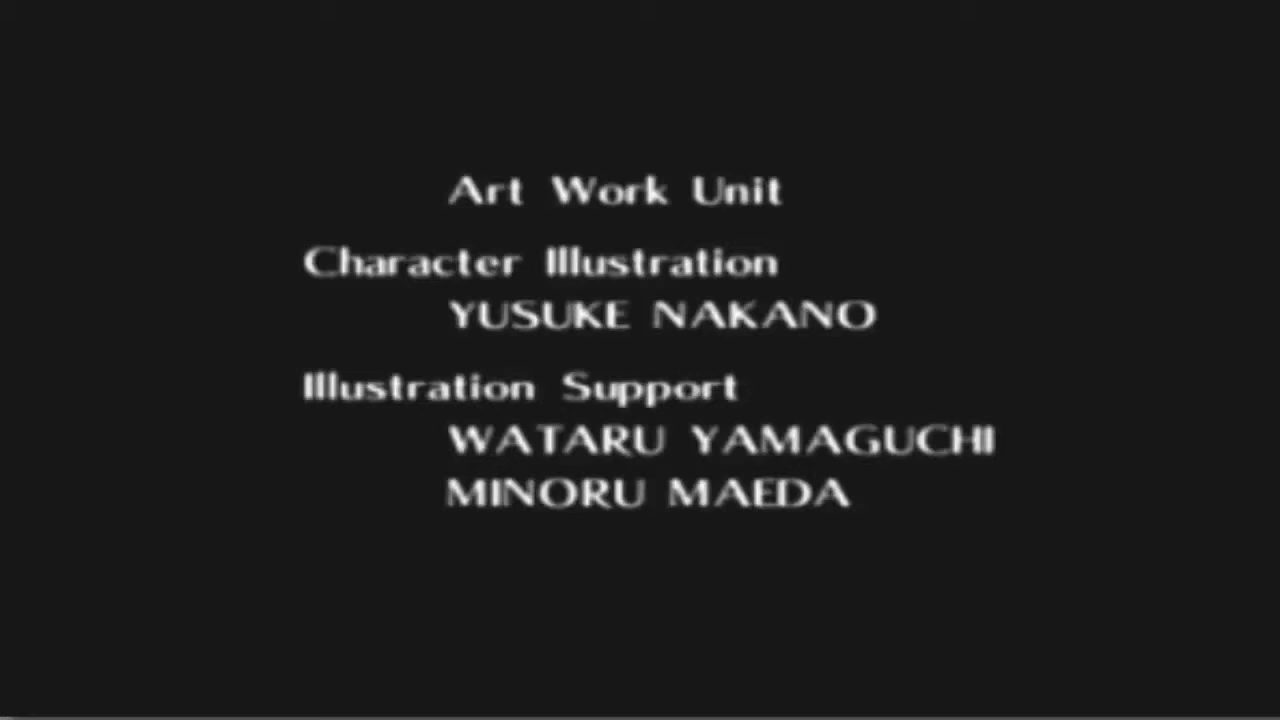 Art Work Unit
Character Illustration
YUSUKE NAKANO
Illustration Support
WATARU YAMAGUCHI
MINORU MAEDA